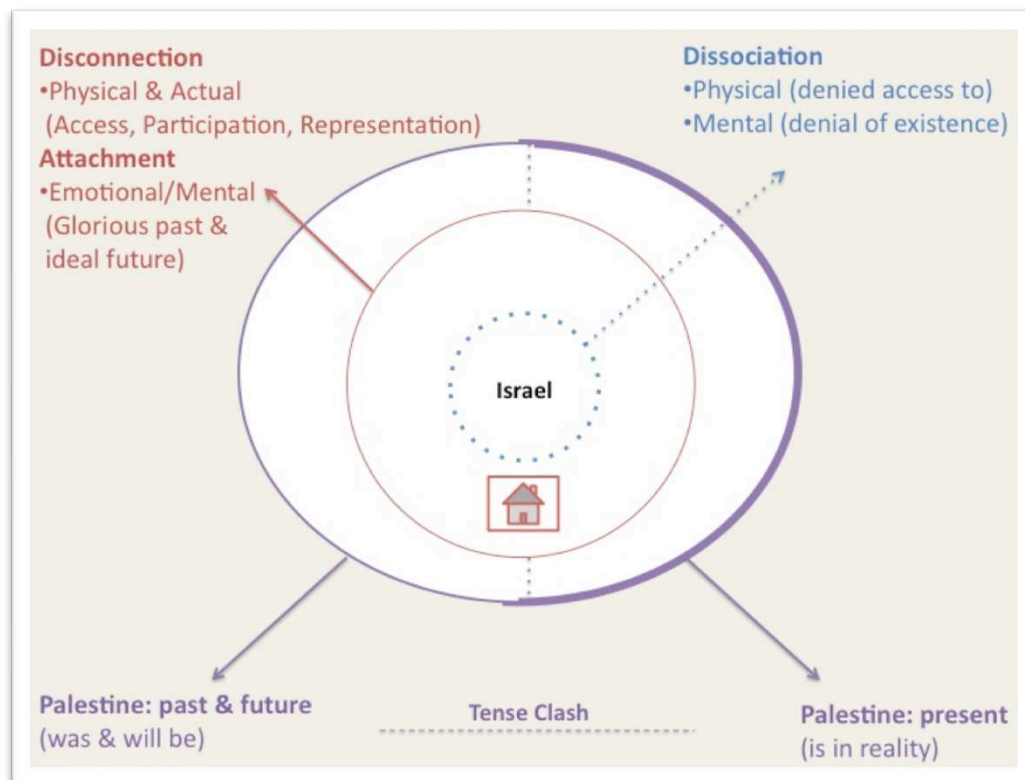 Disconnection
•Physical & Actual
(Access, Participation, Representation)
Attachment
•Emotional/Mental
(Glorious past &
ideal future)
Dissociation
•Physical (denied access to)
•Mental (denial of existence)
Israel
Palestine: past & future
(was & will be)
Tense Clash
Palestine: present
(is in reality)